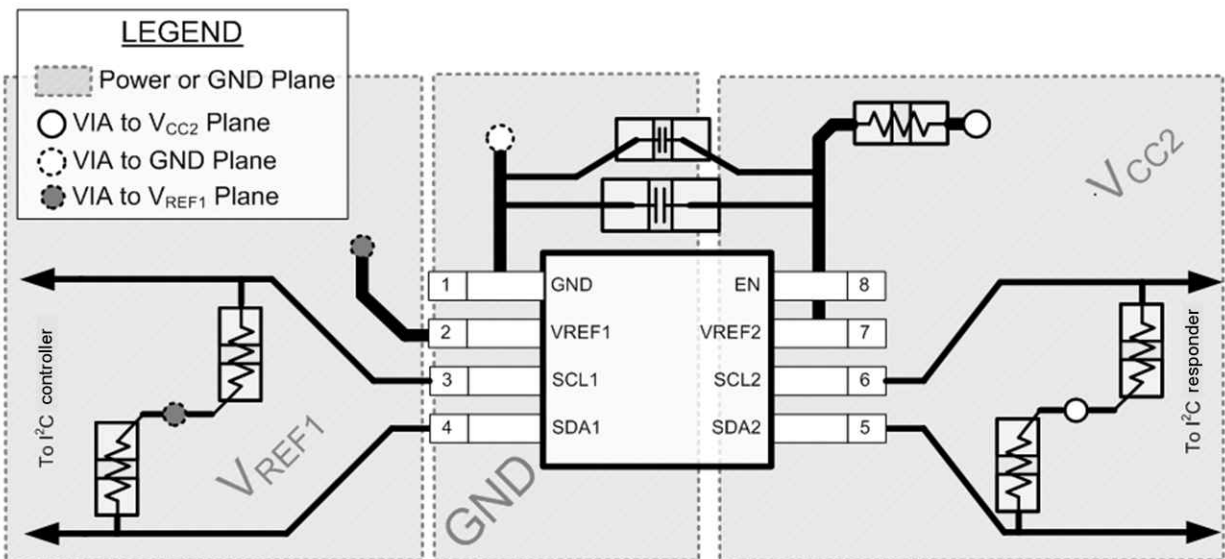 LEGEND
Power or GND Plane
VIA to VCC2 Plane
VIA to GND Plane
VIA to VREF1 Plane
VCC2
1 GND EN 8
2 VREF1 VREF2 7
3 SCL1 SCL2 6
4 SDA1 SDA2 5
To I²C controller
To I²C responder
VREF1
GND